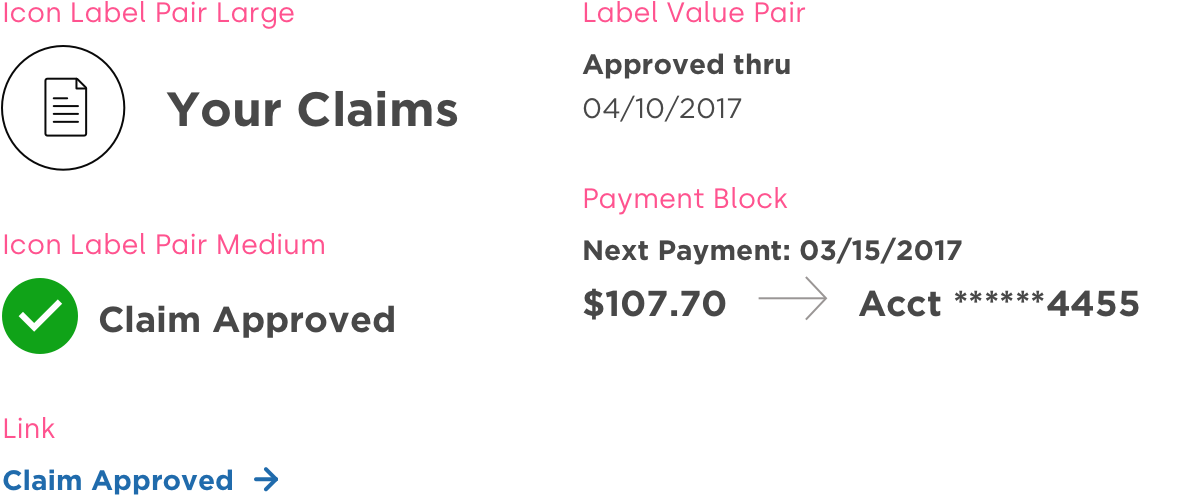 Icon Label Pair Large
Your Claims
Icon Label Pair Medium
Claim Approved
Link
Claim Approved
Label Value Pair
Approved thru
04/10/2017
Payment Block
Next Payment: 03/15/2017
$107.70 → Acct ******4455